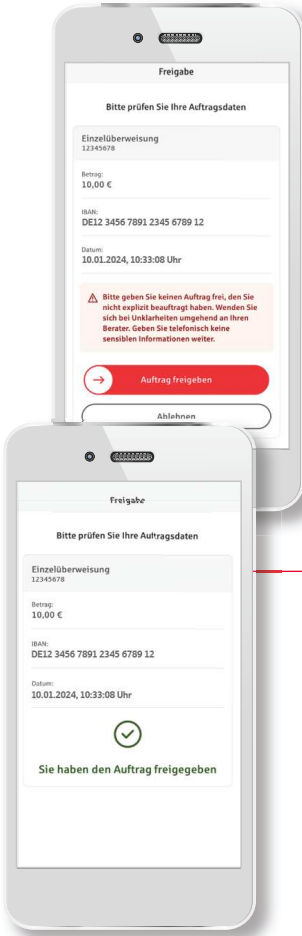 Freigabe
Bitte prüfen Sie Ihre Auftragsdaten
Einzelüberweisung
12345678
Betrag:
10,00 €
IBAN:
DE12 3456 7891 2345 6789 12
Datum:
10.01.2024, 10:33:08 Uhr
Bitte geben Sie keinen Auftrag frei, den Sie
nicht explizit beauftragt haben. Wenden Sie
sich bei Unklarheiten umgehend an Ihren
Berater. Geben Sie telefonisch keine
sensiblen Informationen weiter.
Auftrag freigeben
Ablehnen
Freigabe
Bitte prüfen Sie Ihre Auftragsdaten
Einzelüberweisung
12345678
Betrag:
10,00 €
IBAN:
DE12 3456 7891 2345 6789 12
Datum:
10.01.2024, 10:33:08 Uhr
Sie haben den Auftrag freigegeben